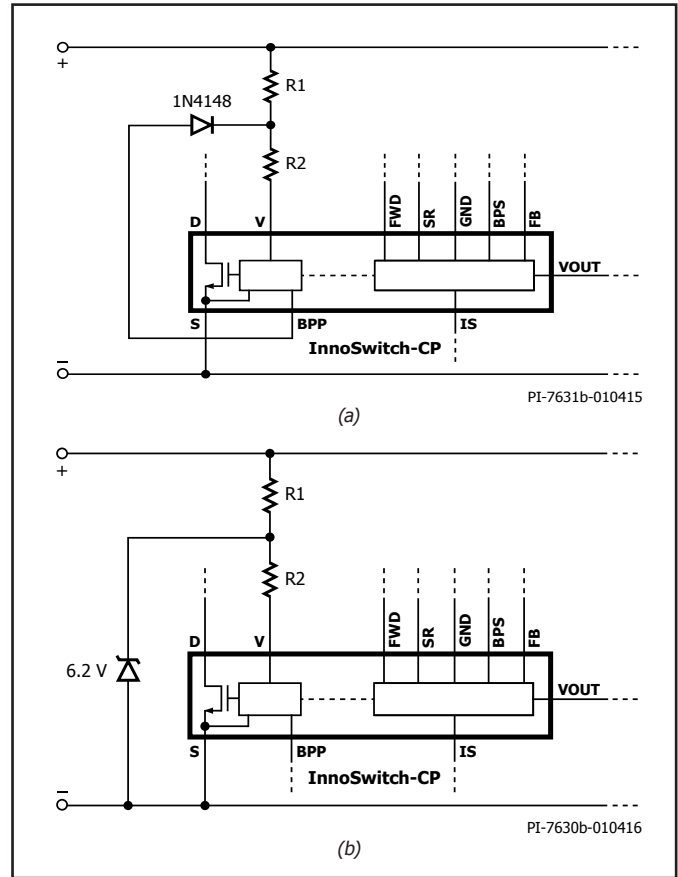 +
R1
1N4148
R2
D
V
FWD
SR
GND
BPS
FB
VOUT
S
BPP
IS
InnoSwitch-CP
−
PI-7631b-010415
(a)
+
R1
R2
D
V
FWD
SR
GND
BPS
FB
6.2 V
VOUT
S
BPP
IS
InnoSwitch-CP
−
PI-7630b-010416
(b)